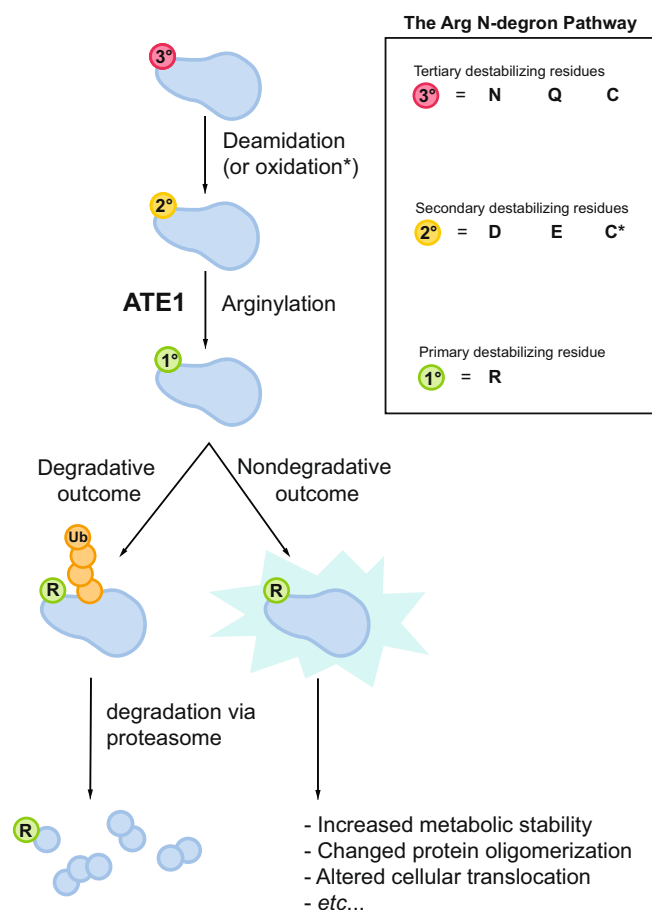 The Arg N-degron Pathway
3°
Deamidation
(or oxidation*)
2°
ATE1
Arginylation
1°
Tertiary destabilizing residues
3° = N Q C
Secondary destabilizing residues
2° = D E C*
Primary destabilizing residue
1° = R
Degradative
outcome
Nondegradative
outcome
Ub
R
R
degradation via
proteasome
R
- Increased metabolic stability
- Changed protein oligomerization
- Altered cellular translocation
- etc...